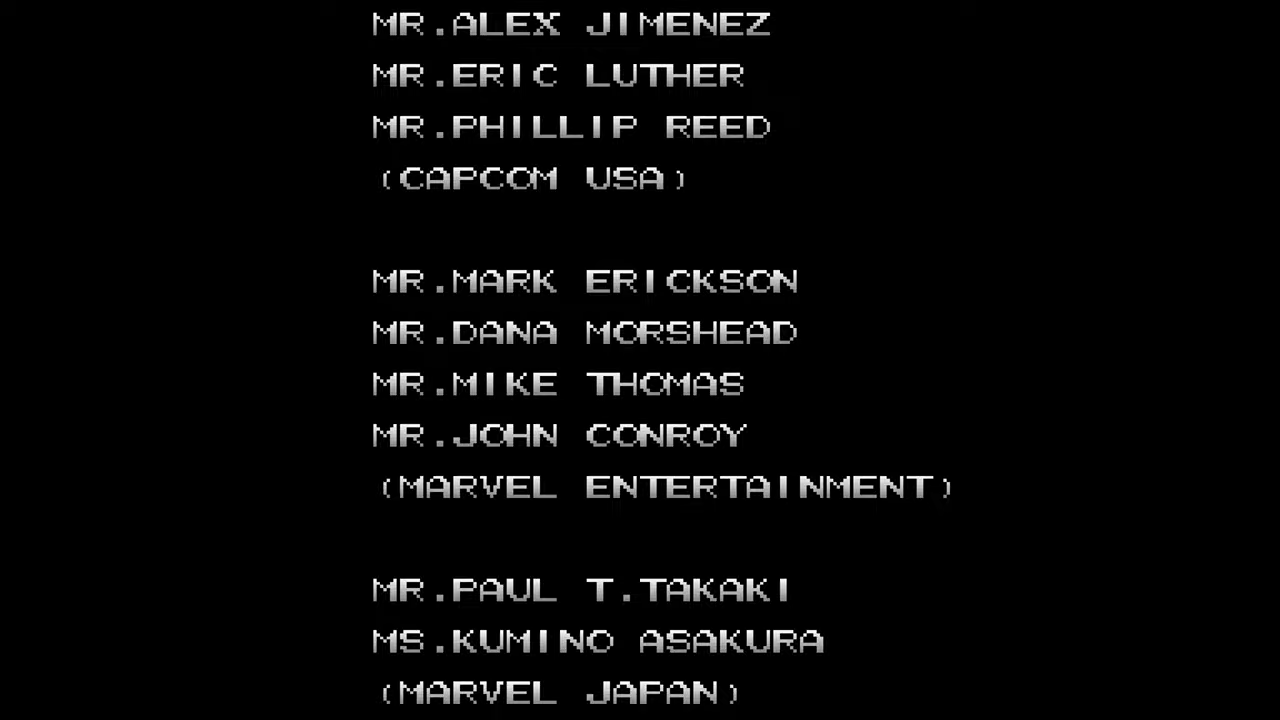 MR.ALEX JIMENEZ
MR.ERIC LUTHER
MR.PHILLIP REED
(CAPCOM USA)
MR.MARK ERICKSON
MR.DANA MORSHEAD
MR.MIKE THOMAS
MR.JOHN CONROY
(MARVEL ENTERTAINMENT)
MR.PAUL T.TAKAKI
MS.KUMINO ASAKURA
(MARVEL JAPAN)